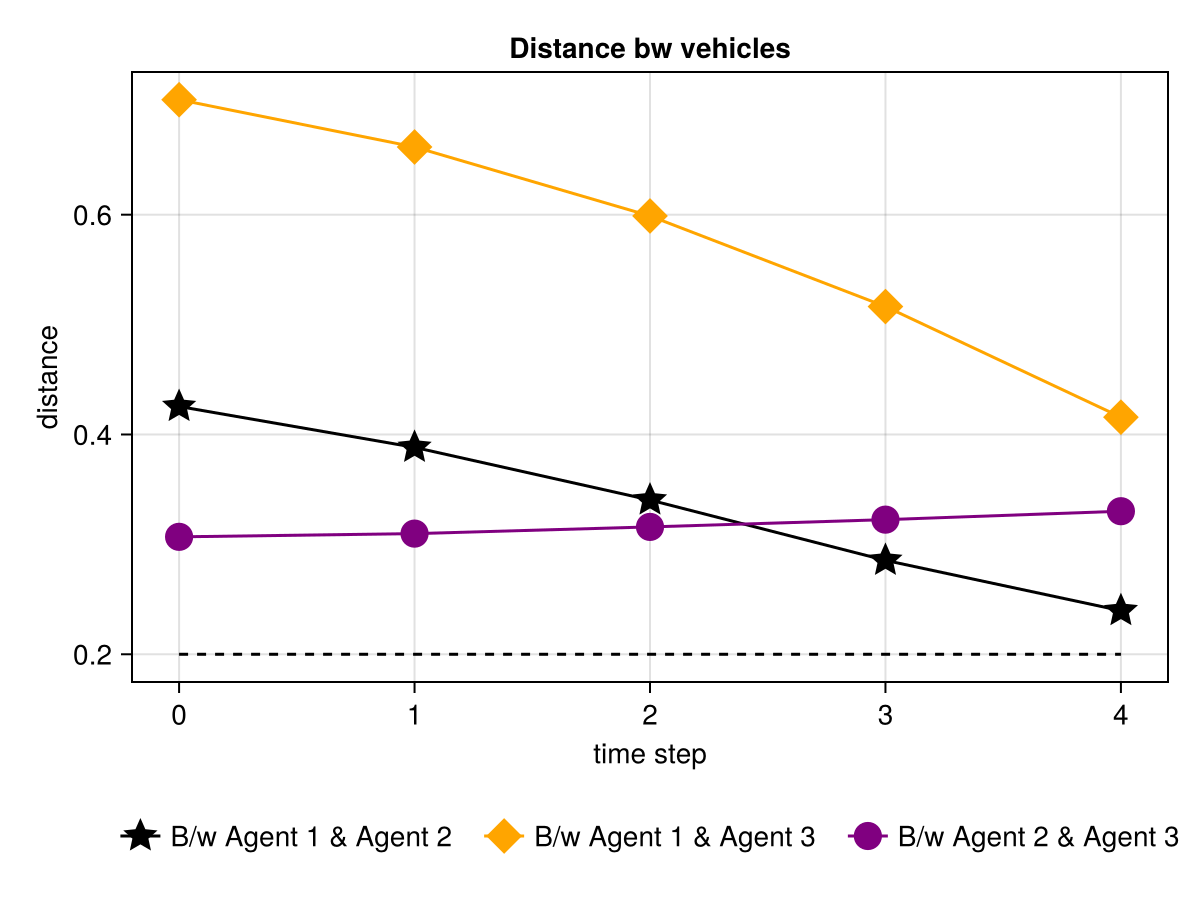 Distance bw vehicles
distance
0.6
0.4
0.2
0 1 2 3 4
time step
B/w Agent 1 & Agent 2 B/w Agent 1 & Agent 3 B/w Agent 2 & Agent 3